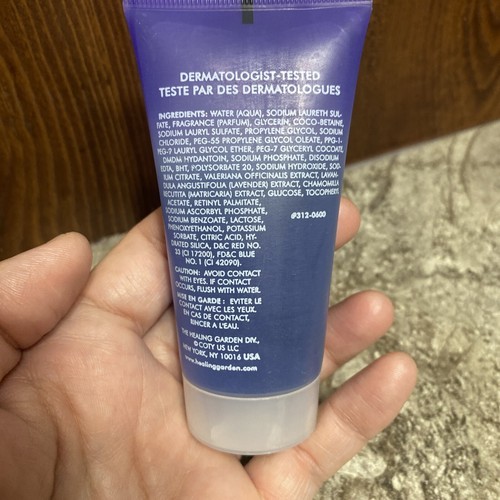 DERMATOLOGIST-TESTED
TESTE PAR DES DERMATOLOGUES
INGREDIENTS: WATER (AQUA), SODIUM LAURETH SUL-
FATE, FRAGRANCE (PARFUM), GLYCERIN, COCO-BETAINE,
SODIUM LAURYL SULFATE, PROPYLENE GLYCOL, SODIUM
CHLORIDE, PEG-55 PROPYLENE GLYCOL OLEATE, PPG-1-
PEG-9 LAURYL GLYCOL ETHER, PEG-7 GLYCERYL COCOATE,
DMDM HYDANTOIN, SODIUM PHOSPHATE, DISODIUM
EDTA, BHT, POLYSORBATE 20, SODIUM HYDROXIDE, SOD-
IUM CITRATE, VALERIANA OFFICINALIS EXTRACT, LAVAN-
DULA ANGUSTIFOLIA (LAVENDER) EXTRACT, CHAMOMILLA
RECUTITA (MATRICARIA) EXTRACT, GLUCOSE, TOCOPHERYL
ACETATE, RETINYL PALMITATE,
SODIUM ASCORBYL PHOSPHATE,
SODIUM BENZOATE, LACTOSE,
PHENOXYETHANOL, POTASSIUM
SORBATE, CITRIC ACID, HY-
DRATED SILICA, D&C RED NO.
33 (CI 17200), FD&C BLUE
NO. 1 (CI 42090).
@312-0600
CAUTION: AVOID CONTACT
WITH EYES. IF CONTACT
OCCURS, FLUSH WITH WATER.
MISE EN GARDE : EVITER LE
CONTACT AVEC LES YEUX.
EN CAS DE CONTACT,
RINCER A L'EAU.
THE HEALING GARDEN DIV.,
© COTY US LLC
NEW YORK, NY 10016 USA
www.healinggarden.com